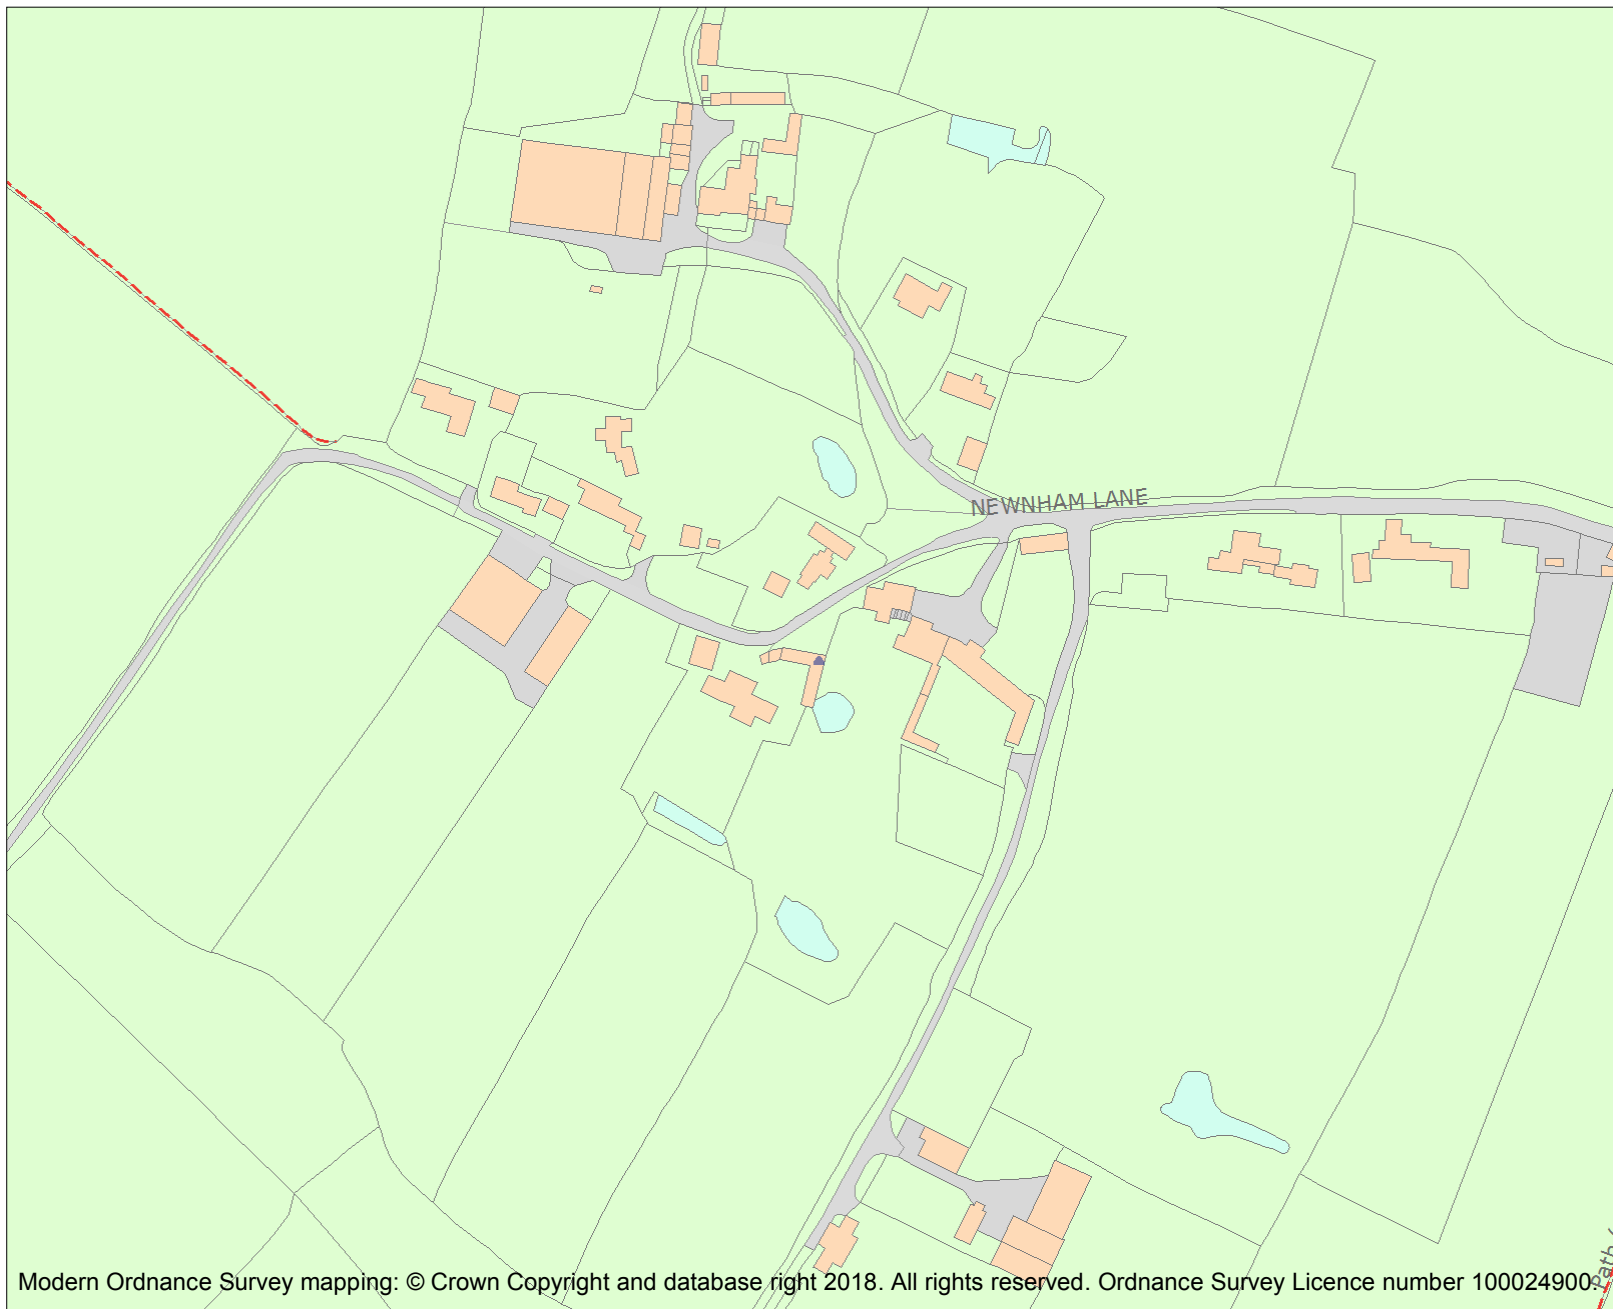 NEWNHAM LANE
Path
Modern Ordnance Survey mapping: © Crown Copyright and database right 2018. All rights reserved. Ordnance Survey Licence number 100024900.